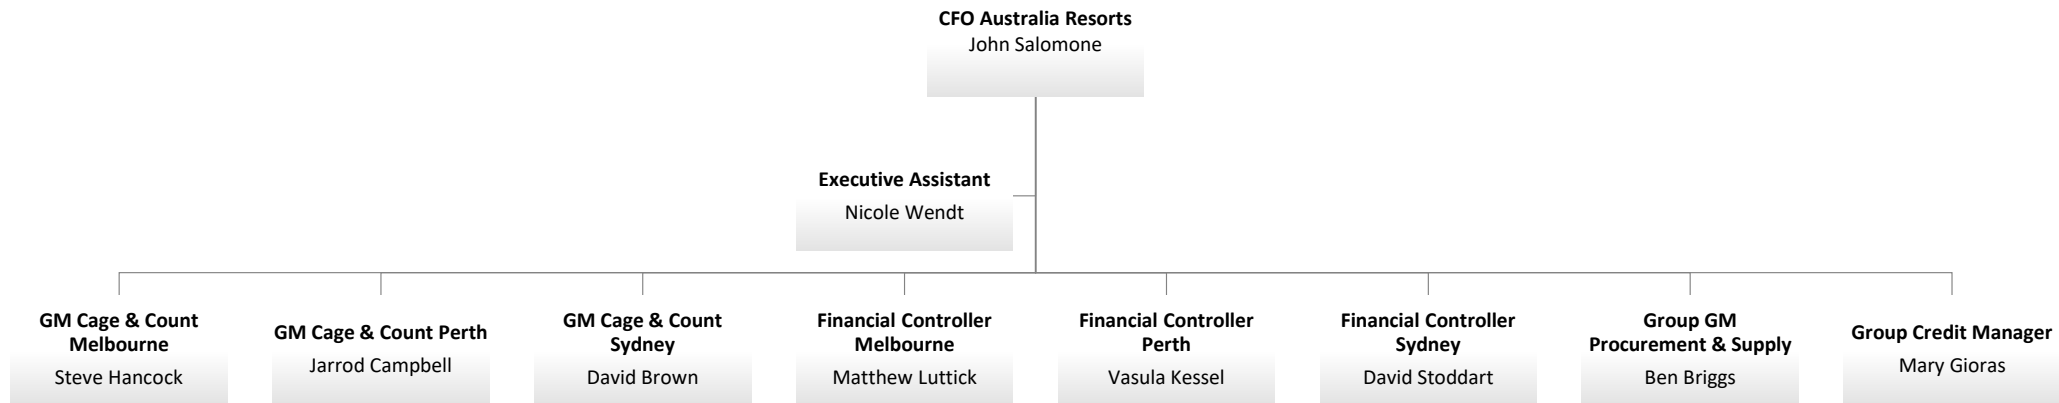 CFO Australia Resorts
John Salomone
Executive Assistant
Nicole Wendt
GM Cage & Count
Melbourne
Steve Hancock
GM Cage & Count Perth
Jarrod Campbell
GM Cage & Count
Sydney
David Brown
Financial Controller
Melbourne
Matthew Luttick
Financial Controller
Perth
Vasula Kessel
Financial Controller
Sydney
David Stoddart
Group GM
Procurement & Supply
Ben Briggs
Group Credit Manager
Mary Gioras